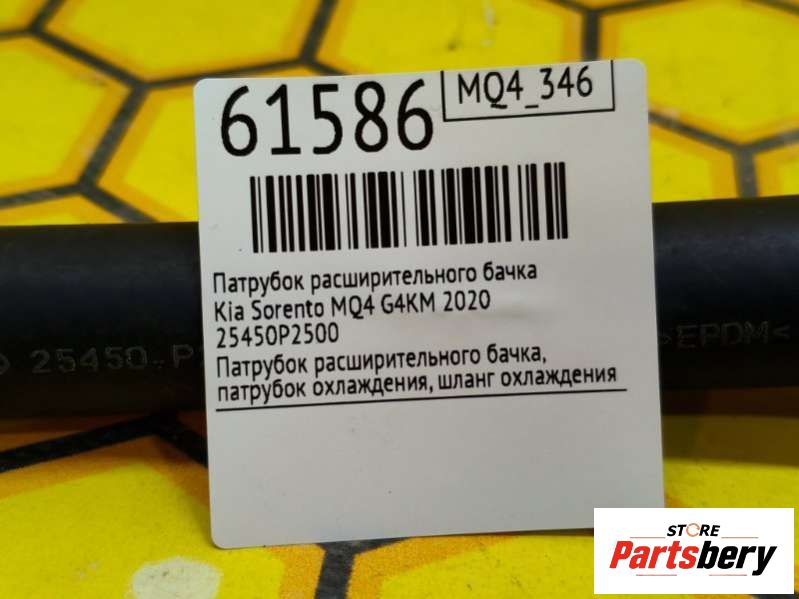 61586
MQ4_346
Патрубок расширительного бачка
Kia Sorento MQ4 G4KM 2020
25450P2500
Патрубок расширительного бачка,
патрубок охлаждения, шланг охлаждения
25450-P
>EPDM<
STORE
Partsbery